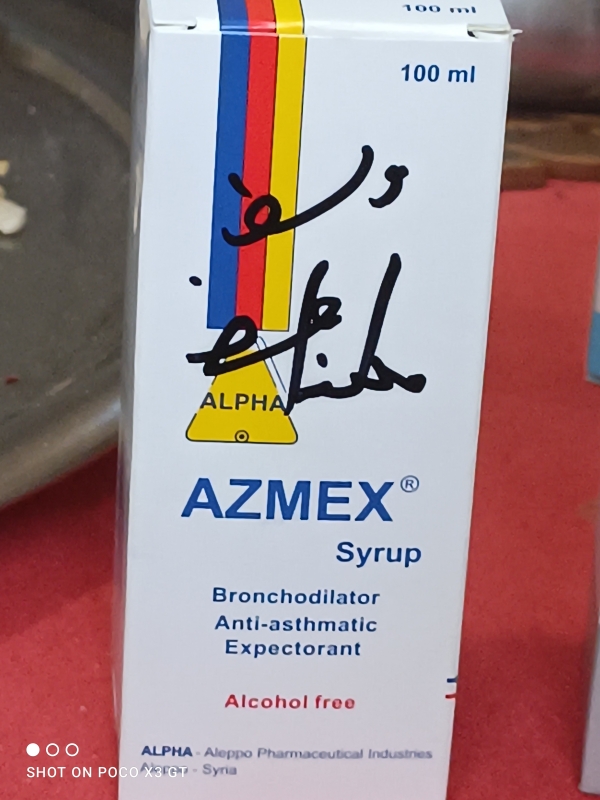 100 ml
100 ml
ALPHA
AZMEX®
Syrup
Bronchodilator
Anti-asthmatic
Expectorant
Alcohol free
ALPHA - Aleppo Pharmaceutical Industries
Aleppo - Syria
SHOT ON POCO X3 GT